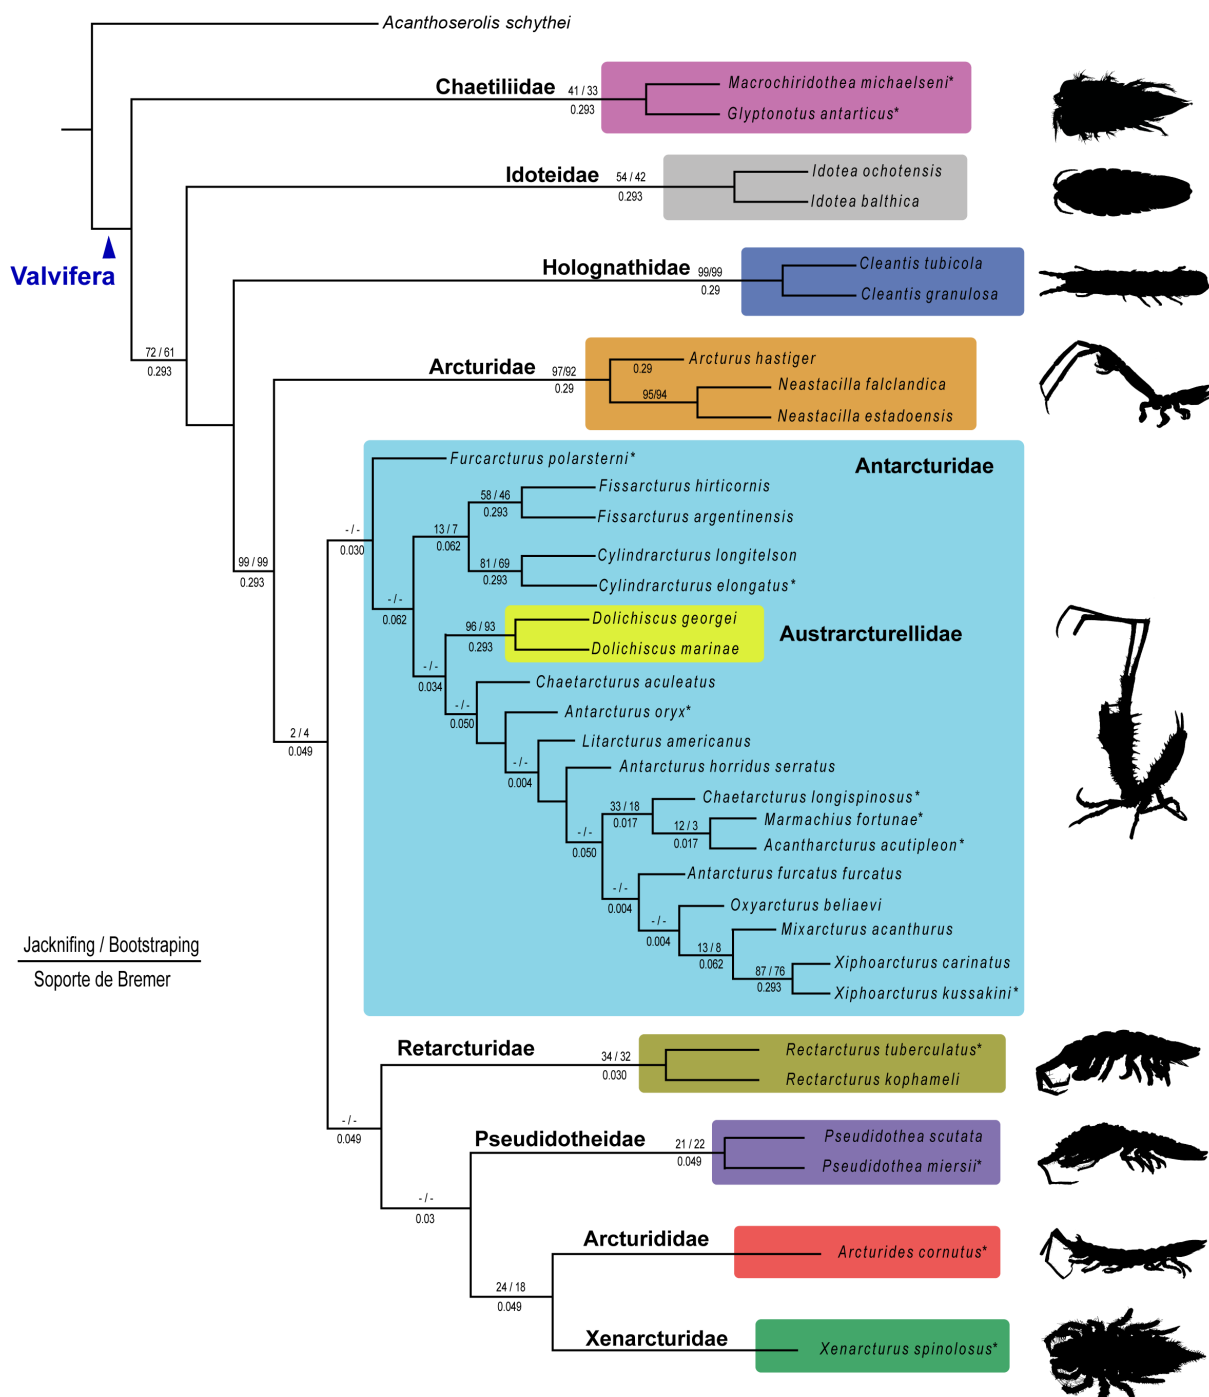 Acanthoserolis schythei
Chaetiliidae
41 / 33
0.293
Macrochiridothea michaelseni*
Glyptonotus antarticus*
Idoteidae
54 / 42
0.293
Idotea ochotensis
Idotea balthica
Valvifera
Holognathidae
99/99
0.29
Cleantis tubicola
Cleantis granulosa
72 / 61
0.293
Arcturidae
97/92
0.29
Arcturus hastiger
0.29
95/94
Neastacilla falclandica
Neastacilla estadoensis
Antarcturidae
Furcarcturus polarsterni*
58 / 46
0.293
Fissarcturus hirticornis
Fissarcturus argentinensis
- / -
0.030
13 / 7
0.062
99 / 99
0.293
81 / 69
0.293
Cylindrarcturus longitelson
Cylindrarcturus elongatus*
- / -
0.062
96 / 93
0.293
Dolichiscus georgei
Dolichiscus marinae
Austrarcturellidae
- / -
0.034
Chaetarcturus aculeatus
- / -
0.050
Antarcturus oryx*
2 / 4
0.049
Litarcturus americanus
- / -
0.004
Antarcturus horridus serratus
33 / 18
0.017
Chaetarcturus longispinosus*
12 / 3
0.017
Marmachius fortunae*
Acantharcturus acutipleon*
- / -
0.050
Antarcturus furcatus furcatus
- / -
0.004
Oxyarcturus beliaevi
- / -
0.004
Mixarcturus acanthurus
13 / 8
0.062
Xiphoarcturus carinatus
87 / 76
0.293
Xiphoarcturus kussakini*
Jacknifing / Bootstraping
Soporte de Bremer
Retarcturidae
34 / 32
0.030
Rectarcturus tuberculatus*
Rectarcturus kophameli
- / -
0.049
Pseudidotheidae
21 / 22
0.049
Pseudidothea scutata
Pseudidothea miersii*
- / -
0.03
Arcturididae
Arcturides cornutus*
24 / 18
0.049
Xenarcturidae
Xenarcturus spinolosus*